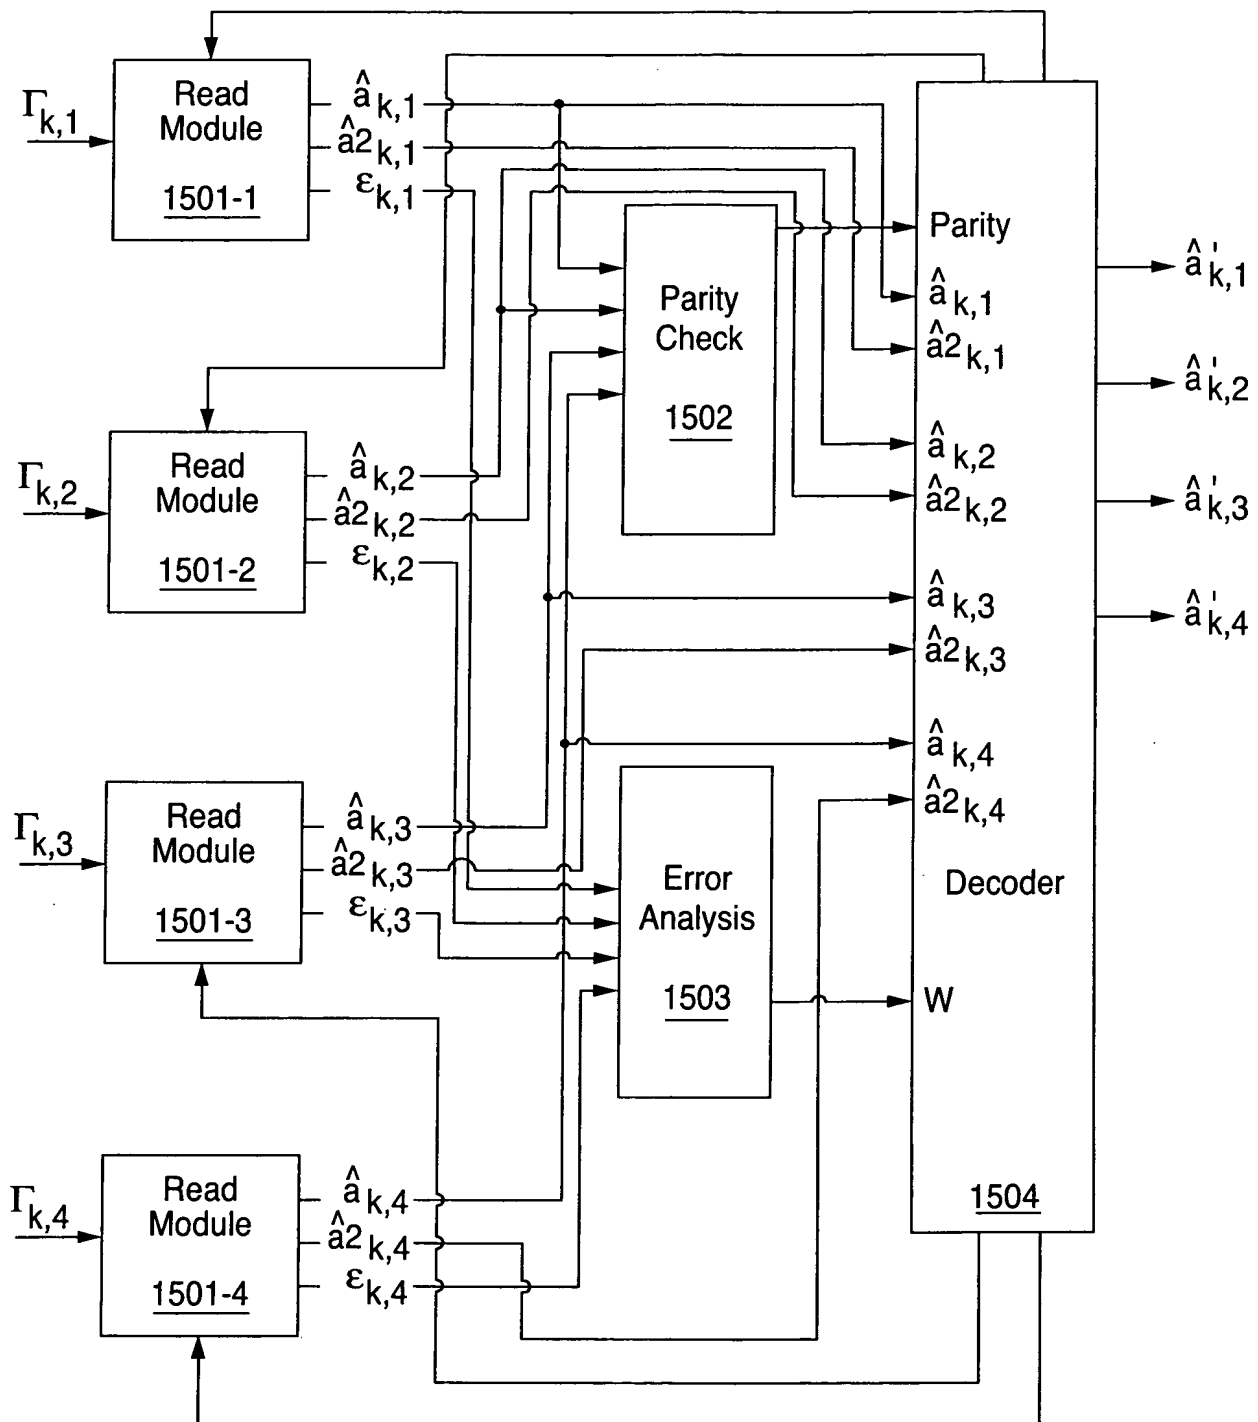 Γk,1
Read
Module
1501-1
âk,1
â2k,1
εk,1
Γk,2
Read
Module
1501-2
âk,2
â2k,2
εk,2
Γk,3
Read
Module
1501-3
âk,3
â2k,3
εk,3
Γk,4
Read
Module
1501-4
âk,4
â2k,4
εk,4
Parity
Check
1502
Error
Analysis
1503
Parity
âk,1
â2k,1
âk,2
â2k,2
âk,3
â2k,3
âk,4
â2k,4
Decoder
W
1504
â'k,1
â'k,2
â'k,3
â'k,4